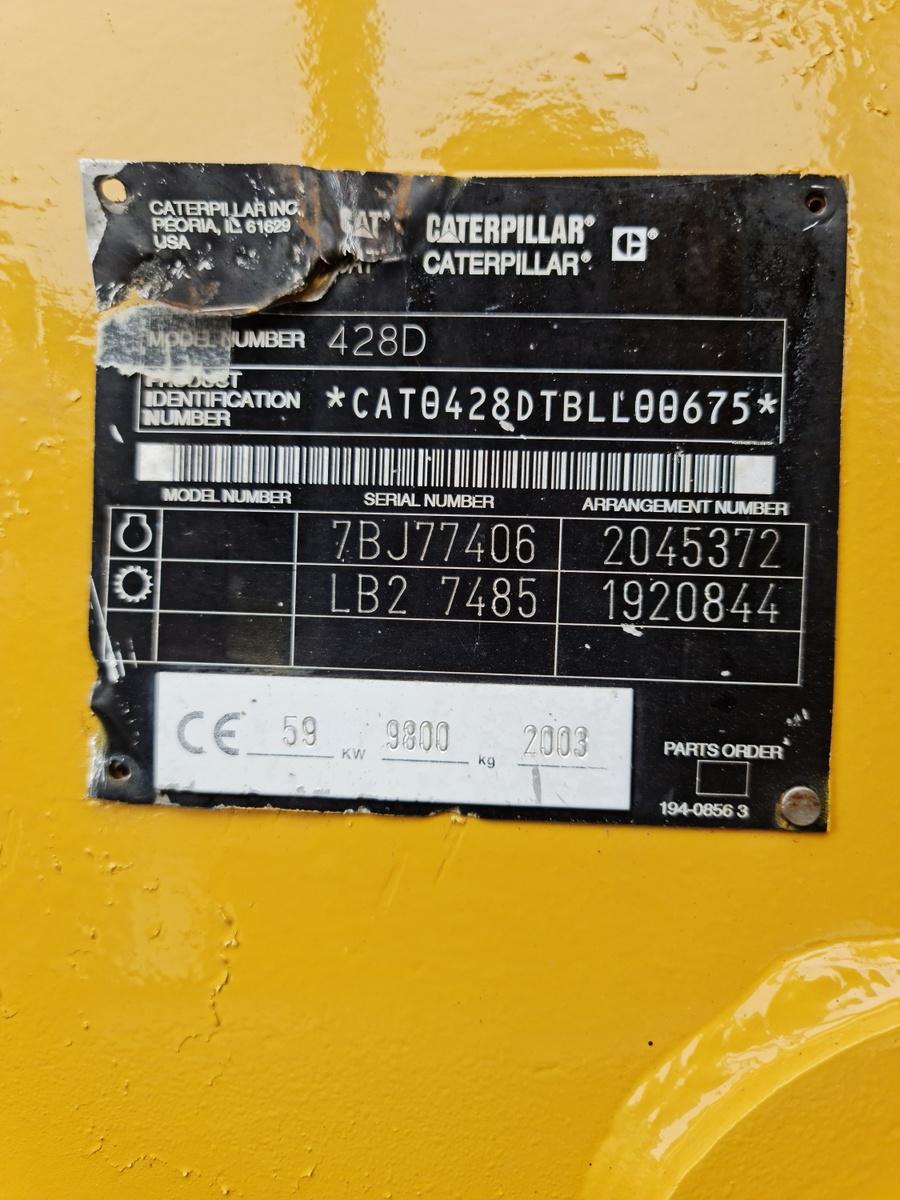 CATERPILLAR INC.
PEORIA, IL 61629
USA
CAT® CATERPILLAR® ®
CAT CATERPILLAR®
MODEL NUMBER 428D
PRODUCT
IDENTIFICATION
NUMBER *CAT0428DTBLL00675*
MODEL NUMBER SERIAL NUMBER ARRANGEMENT NUMBER
7BJ77406 2045372
LB2 7485 1920844
CE 59 KW 9800 kg 2003
PARTS ORDER
194-0856 3